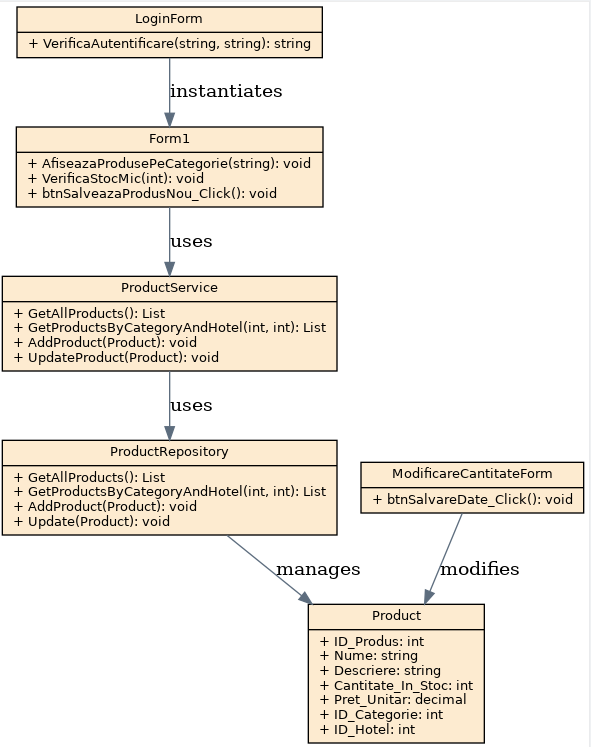 LoginForm
+ VerificaAutentificare(string, string): string
instantiates
Form1
+ AfiseazaProdusePeCategorie(string): void
+ VerificaStocMic(int): void
+ btnSalveazaProdusNou_Click(): void
uses
ProductService
+ GetAllProducts(): List
+ GetProductsByCategoryAndHotel(int, int): List
+ AddProduct(Product): void
+ UpdateProduct(Product): void
uses
ProductRepository
+ GetAllProducts(): List
+ GetProductsByCategoryAndHotel(int, int): List
+ AddProduct(Product): void
+ Update(Product): void
ModificareCantitateForm
+ btnSalvareDate_Click(): void
manages
modifies
Product
+ ID_Produs: int
+ Nume: string
+ Descriere: string
+ Cantitate_In_Stoc: int
+ Pret_Unitar: decimal
+ ID_Categorie: int
+ ID_Hotel: int